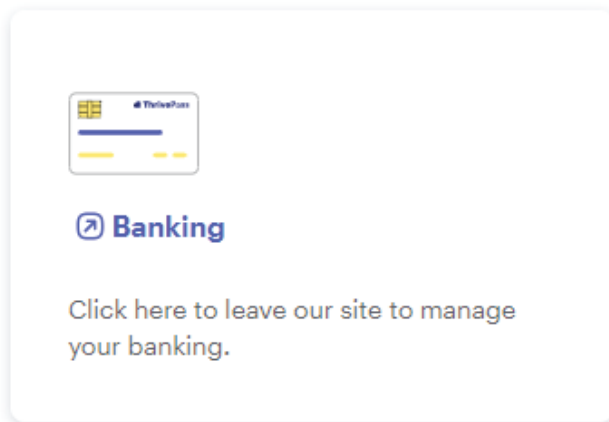 ThrivePass
Banking
Click here to leave our site to manage
your banking.